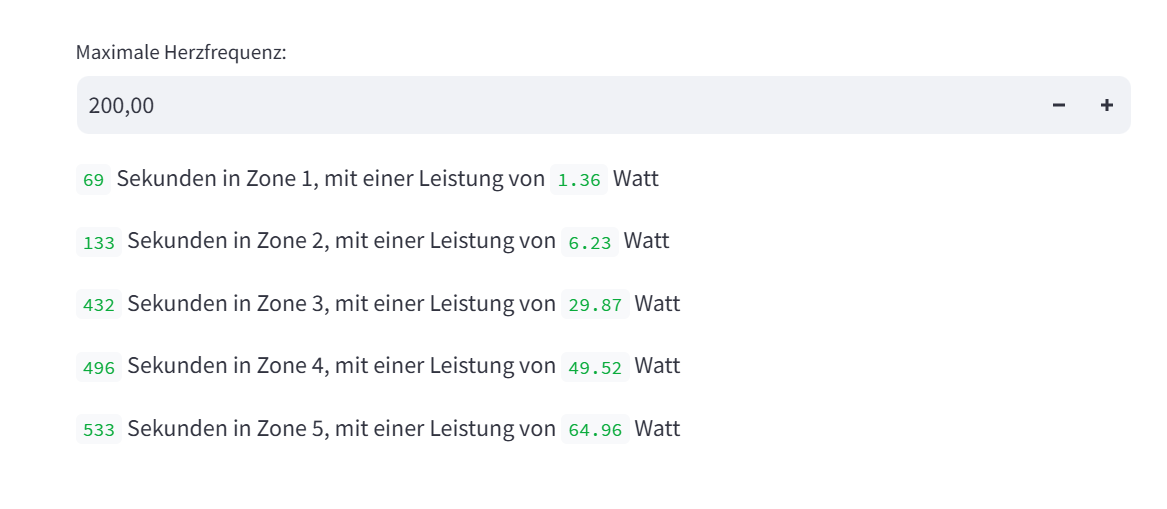 Maximale Herzfrequenz:
200,00 − +
69 Sekunden in Zone 1, mit einer Leistung von 1.36 Watt
133 Sekunden in Zone 2, mit einer Leistung von 6.23 Watt
432 Sekunden in Zone 3, mit einer Leistung von 29.87 Watt
496 Sekunden in Zone 4, mit einer Leistung von 49.52 Watt
533 Sekunden in Zone 5, mit einer Leistung von 64.96 Watt